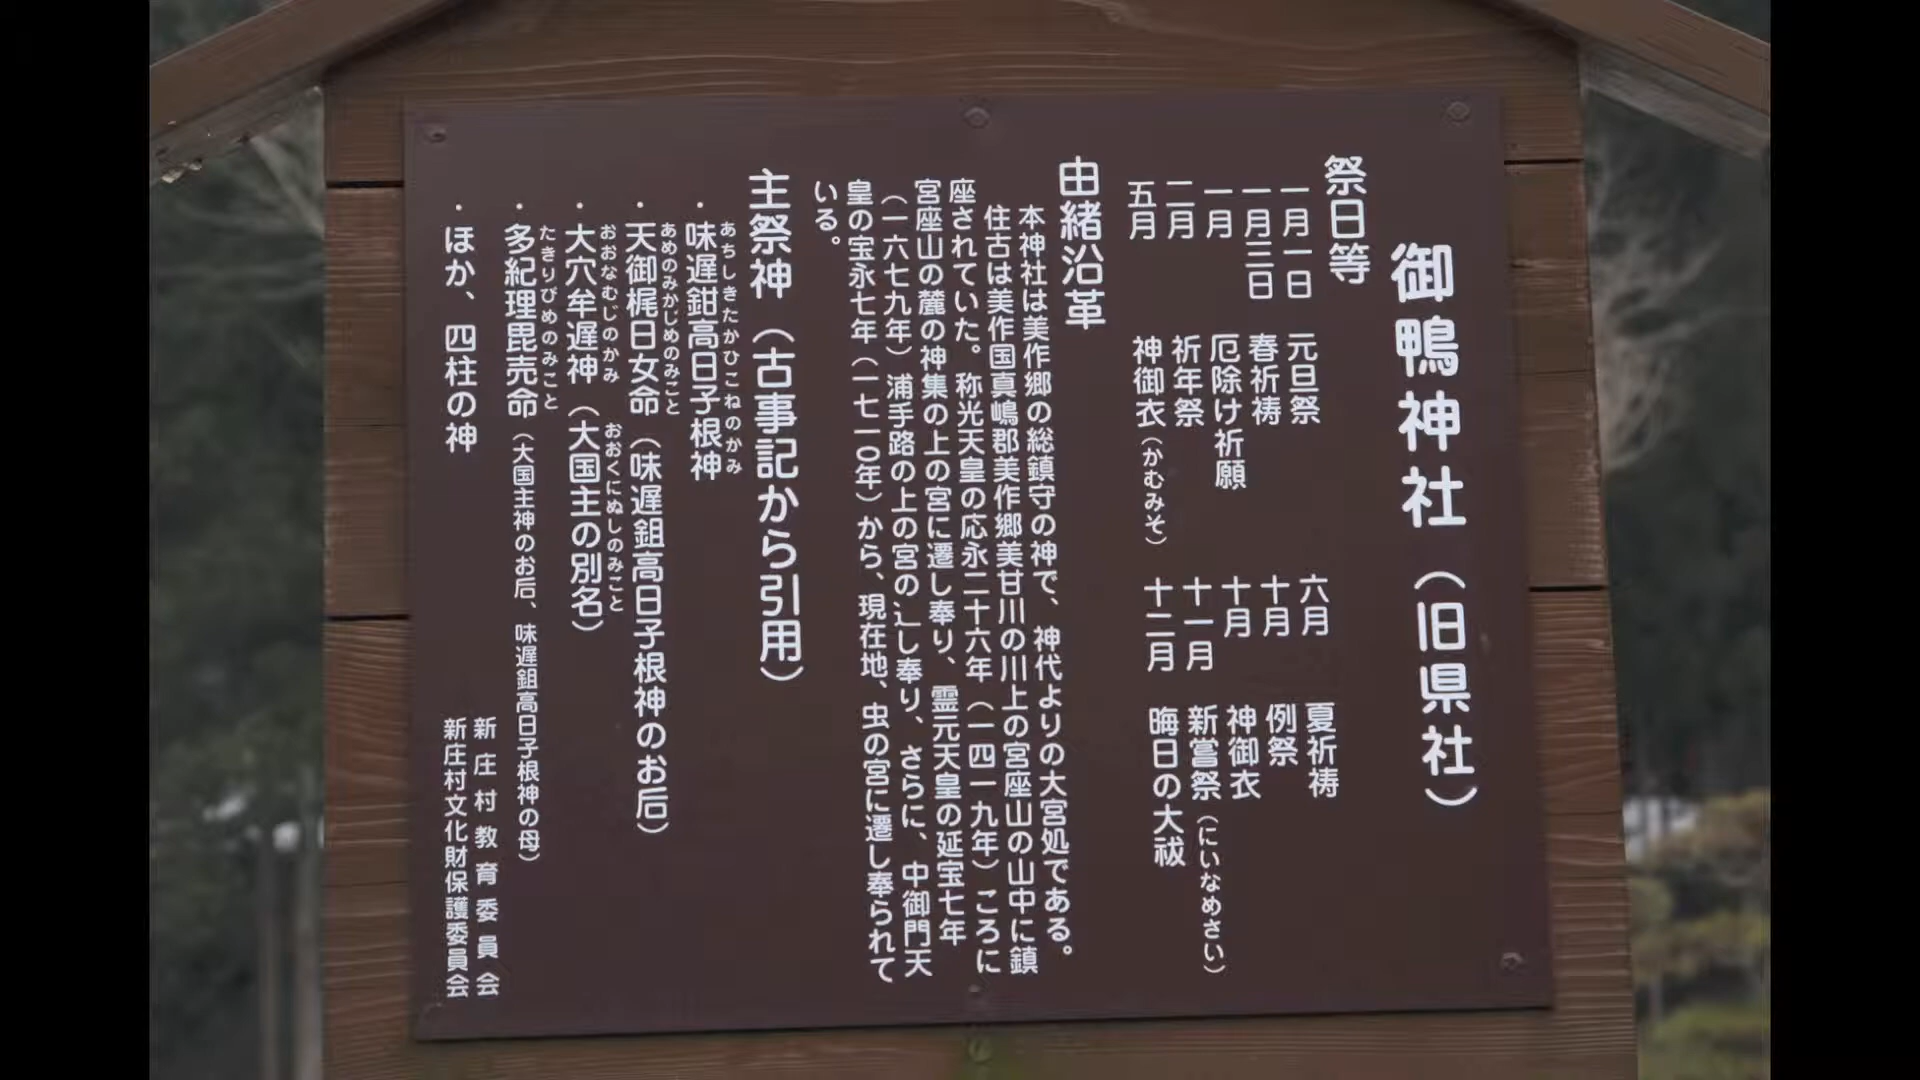 御鴨神社（旧県社）
祭日等
一月一日 元旦祭 六月 夏祈祷
一月三日 春祈祷 十月 例祭
一月 厄除け祈願 十月 神御衣
二月 祈年祭 十一月 新嘗祭（にいなめさい）
五月 神御衣（かむみそ） 十二月 晦日の大祓
由緒沿革
本神社は美作郷の総鎮守の神で、神代よりの大宮処である。
住古は美作国真嶋郡美作郷美甘川の川上の宮座山の山中に鎮
座されていた。称光天皇の応永二十六年（一四一九年）ころに
宮座山の麓の神集の上の宮に遷し奉り、霊元天皇の延宝七年
（一六七九年）浦手路の上の宮の辶し奉り、さらに、中御門天
皇の宝永七年（一七一〇年）から、現在地、虫の宮に遷し奉られて
いる。
主祭神（古事記から引用）
あちしきたかひこねのかみ
・味遅鉗高日子根神
あめのみかじめのみこと
・天御梶日女命（味遅鉏高日子根神のお后）
おおなむじのかみ おおくにぬしのみこと
・大穴牟遅神（大国主の別名）
たきりびめのみこと
・多紀理毘売命（大国主神のお后、味遅鉏高日子根神の母）
・ほか、四柱の神
新庄村教育委員会
新庄村文化財保護委員会